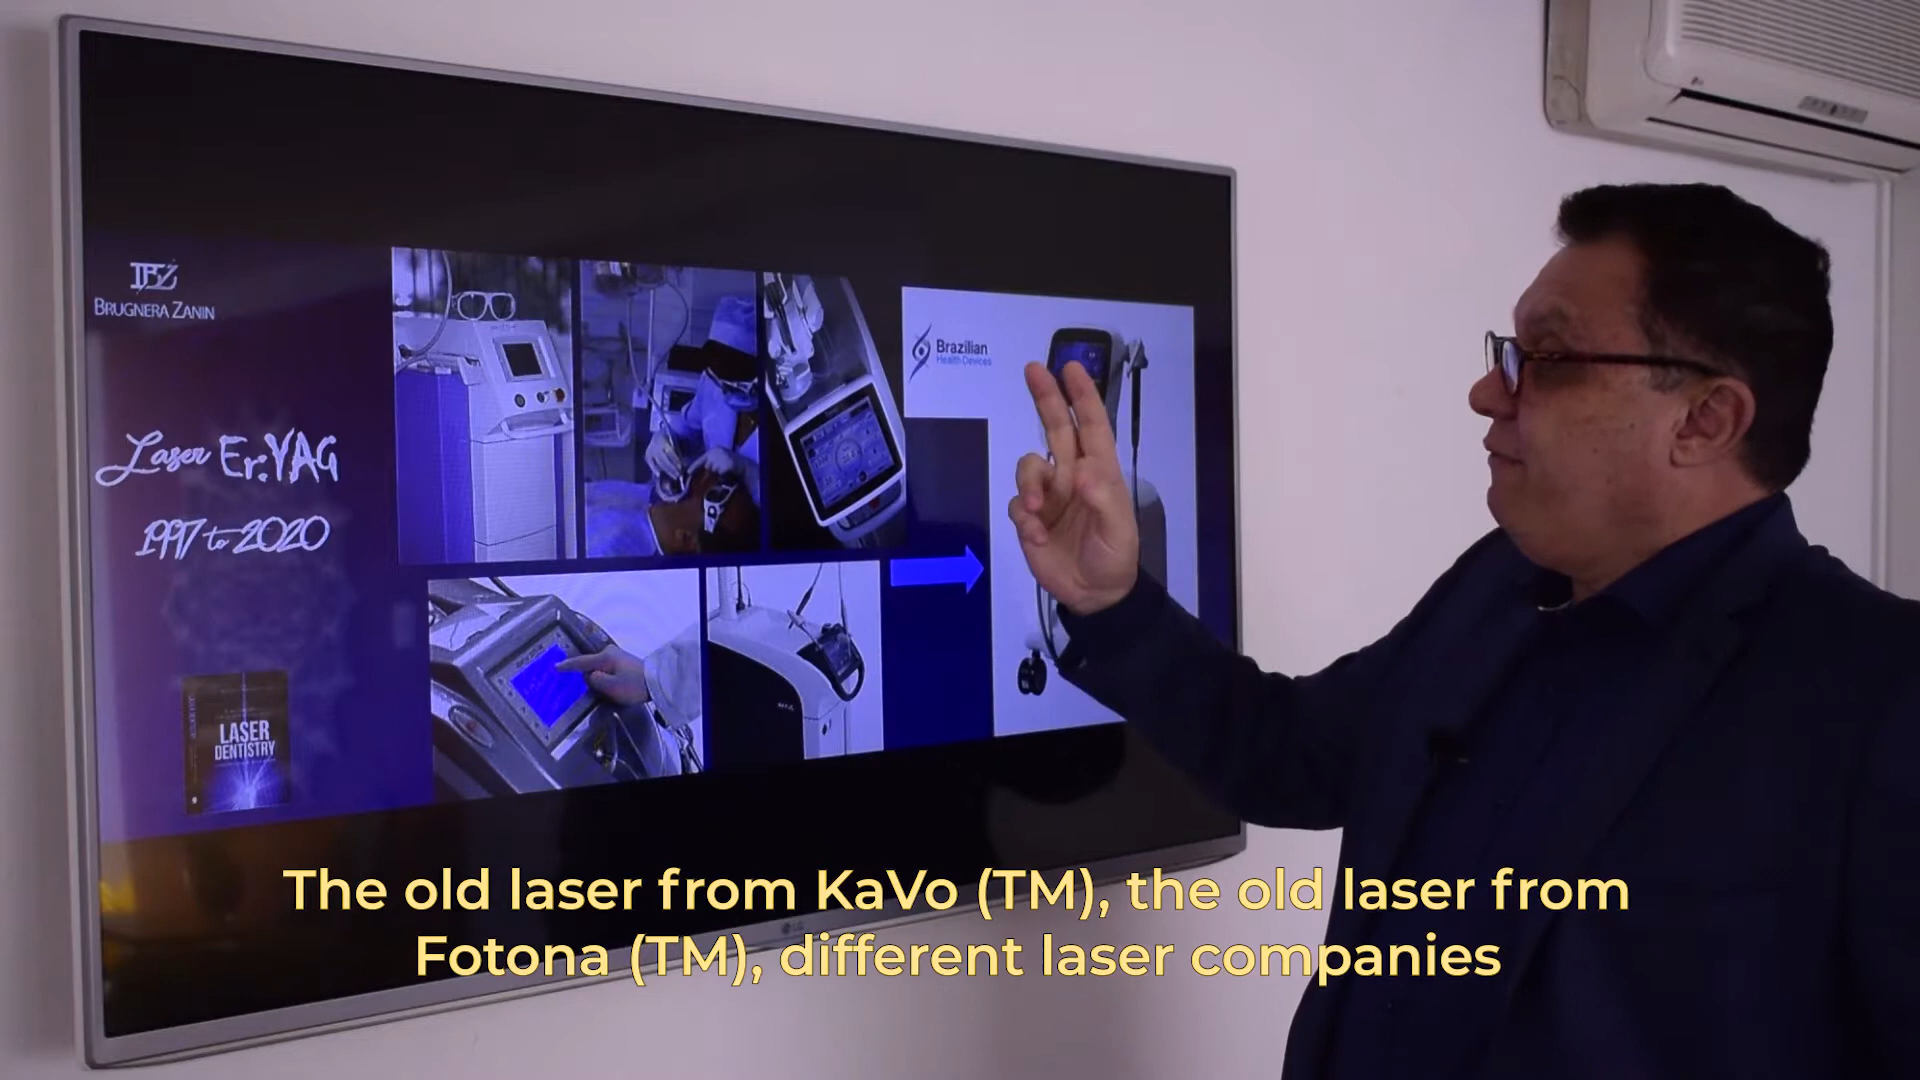 IBZ
BRUGNERA ZANIN
Laser Er:YAG
1997 to 2020
LASER
DENTISTRY
Brazilian
Health Devices
LG
The old laser from KaVo (TM), the old laser from
Fotona (TM), different laser companies